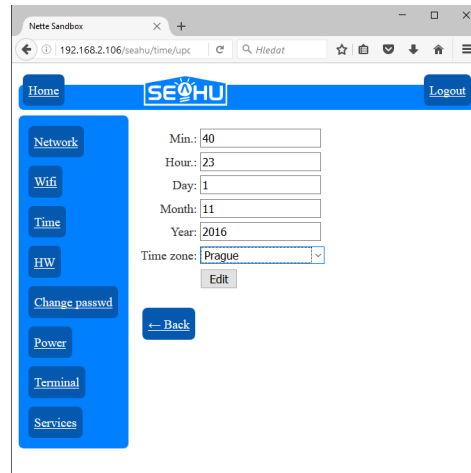 Nette Sandbox
192.168.2.106/seahu/time/upc
Hledat
Home
SEAHU
Logout
Network
Wifi
Time
HW
Change passwd
Power
Terminal
Services
Min.: 40
Hour.: 23
Day: 1
Month: 11
Year: 2016
Time zone: Prague
Edit
← Back